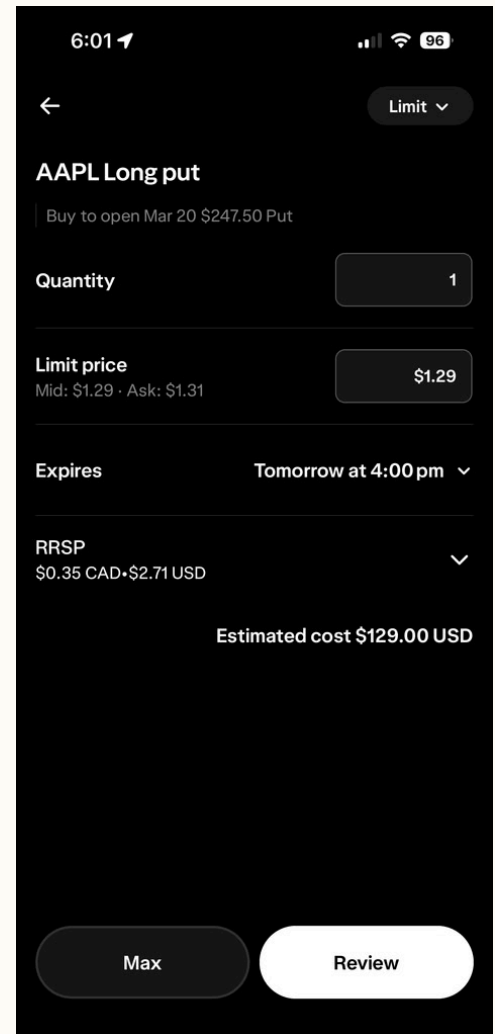 6:01
96
Limit
AAPL Long put
Buy to open Mar 20 $247.50 Put
Quantity
1
Limit price
Mid: $1.29 · Ask: $1.31
$1.29
Expires
Tomorrow at 4:00 pm
RRSP
$0.35 CAD•$2.71 USD
Estimated cost $129.00 USD
Max
Review